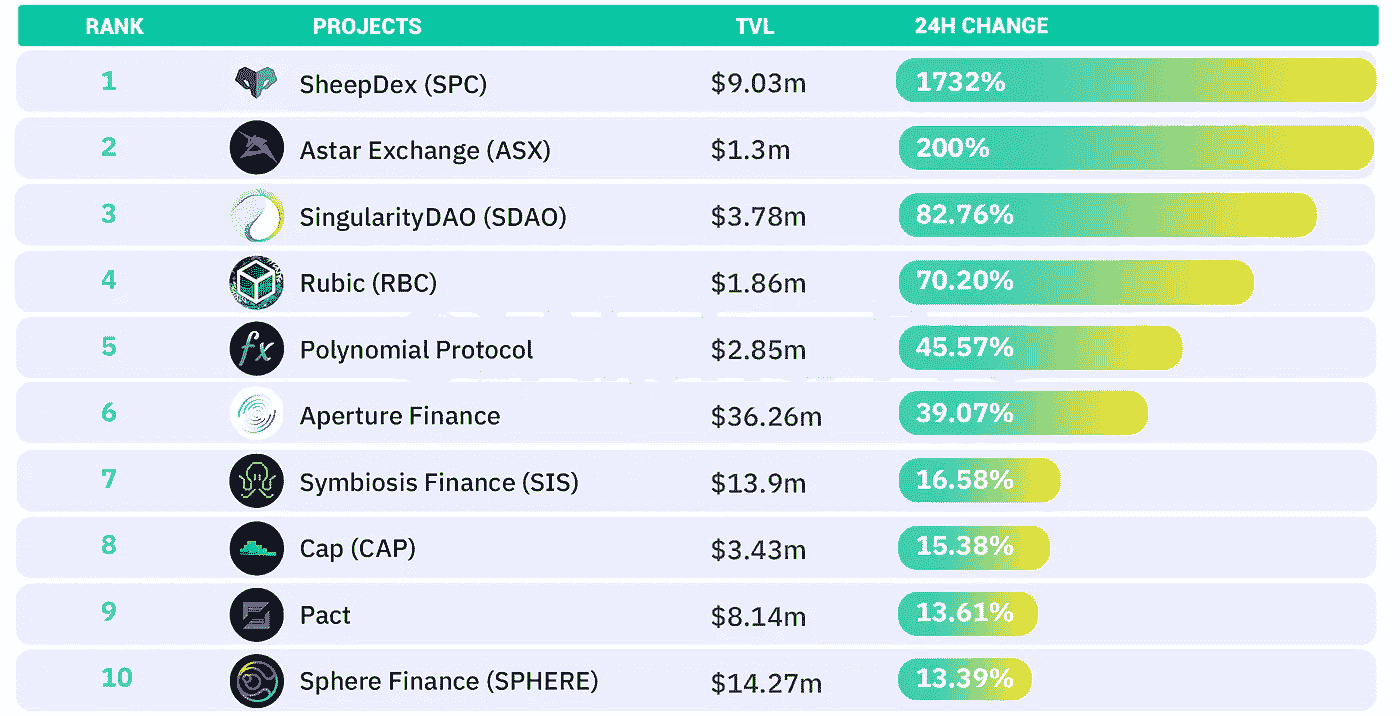 RANK PROJECTS TVL 24H CHANGE
1 SheepDex (SPC) $9.03m 1732%
2 Astar Exchange (ASX) $1.3m 200%
3 SingularityDAO (SDAO) $3.78m 82.76%
4 Rubic (RBC) $1.86m 70.20%
5 fx Polynomial Protocol $2.85m 45.57%
6 Aperture Finance $36.26m 39.07%
7 Symbiosis Finance (SIS) $13.9m 16.58%
8 Cap (CAP) $3.43m 15.38%
9 Pact $8.14m 13.61%
10 Sphere Finance (SPHERE) $14.27m 13.39%